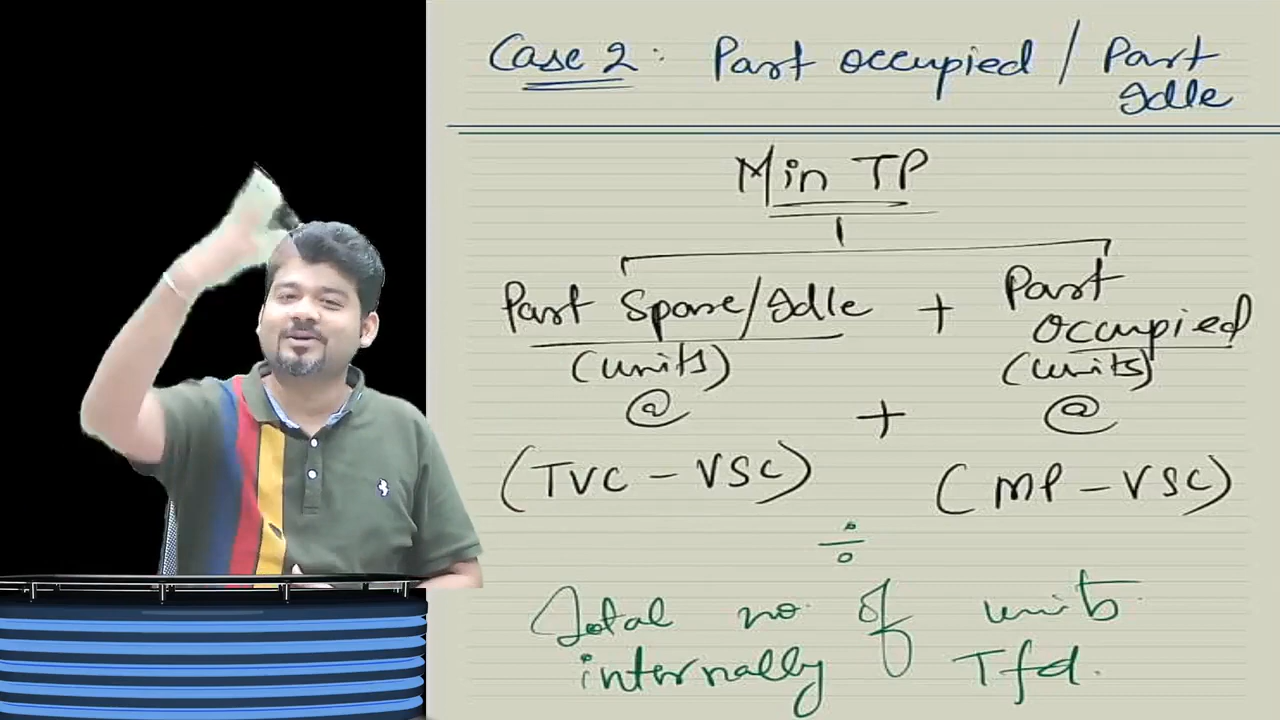 Case 2: Part occupied / Part Idle
Min TP
Part Spare/Idle + Part occupied
(units) (units)
@ + @
(TVC - VSC) (MP - VSC)
÷
Total no. of units
internally Tfd.